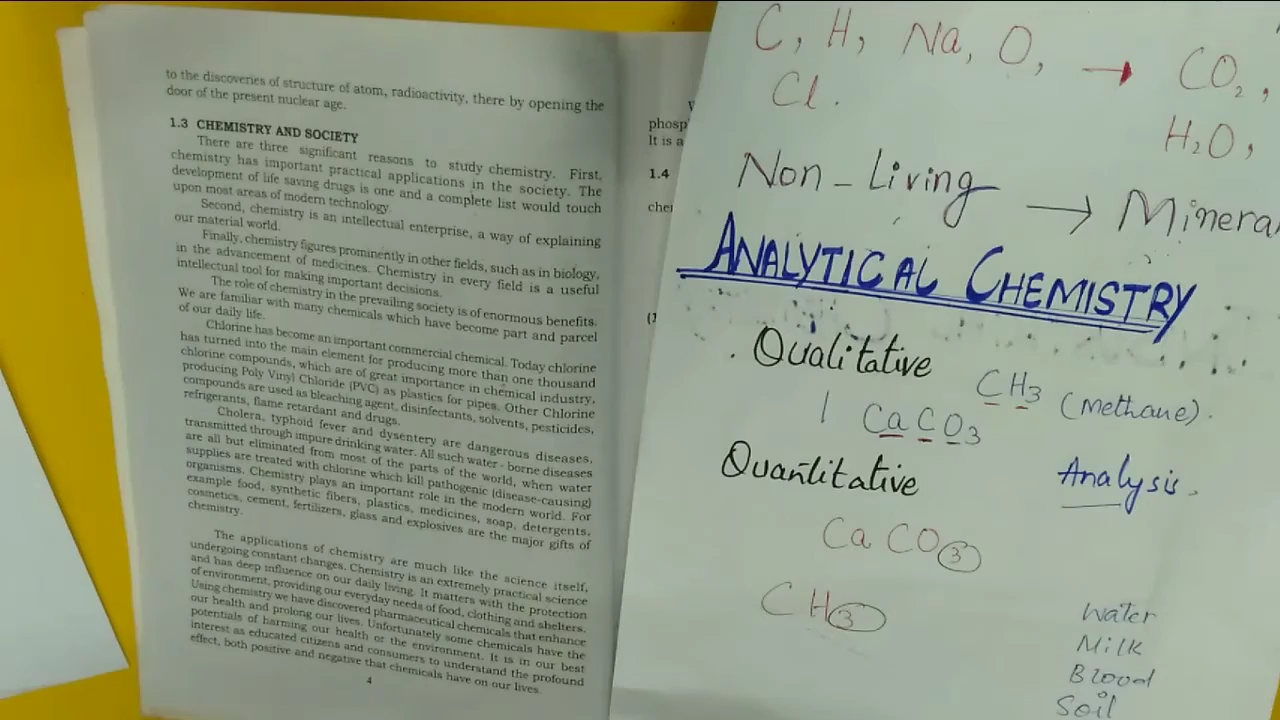 to the discoveries of structure of atom, radioactivity, there by opening the
door of the present nuclear age.
1.3 CHEMISTRY AND SOCIETY
There are three significant reasons to study chemistry. First,
chemistry has important practical applications in the society. The
development of life saving drugs is one and a complete list would touch
upon most areas of modern technology.
Second, chemistry is an intellectual enterprise, a way of explaining
our material world.
Finally, chemistry figures prominently in other fields, such as in biology,
in the advancement of medicines. Chemistry in every field is a useful
intellectual tool for making important decisions.
The role of chemistry in the prevailing society is of enormous benefits.
We are familiar with many chemicals which have become part and parcel
of our daily life.
Chlorine has become an important commercial chemical. Today chlorine
has turned into the main element for producing more than one thousand
chlorine compounds, which are of great importance in chemical industry,
producing Poly Vinyl Chloride (PVC) as plastics for pipes. Other Chlorine
compounds are used as bleaching agent, disinfectants, solvents, pesticides,
refrigerants, flame retardant and drugs.
Cholera, typhoid fever and dysentery are dangerous diseases,
transmitted through impure drinking water. All such water - borne diseases
are all but eliminated from most of the parts of the world, when water
supplies are treated with chlorine which kill pathogenic (disease-causing)
organisms. Chemistry plays an important role in the modern world. For
example food, synthetic fibers, plastics, medicines, soap, detergents,
cosmetics, cement, fertilizers, glass and explosives are the major gifts of
chemistry.
The applications of chemistry are much like the science itself,
undergoing constant changes. Chemistry is an extremely practical science
and has deep influence on our daily living. It matters with the protection
of environment, providing our everyday needs of food, clothing and shelters.
Using chemistry we have discovered pharmaceutical chemicals that enhance
our health and prolong our lives. Unfortunately some chemicals have the
potentials of harming our health or the environment. It is in our best
interest as educated citizens and consumers to understand the profound
effect, both positive and negative that chemicals have on our lives.
4
phosp
It is a
1.4
cher
C, H, Na, O, → CO2,
Cl. H2O,
Non-Living → Minera
ANALYTICAL CHEMISTRY
Qualitative
CH3 (Methane).
CaCO3
Quantitative
Analysis.
CaCO3
CH3
Water
Milk
Blood
Soil